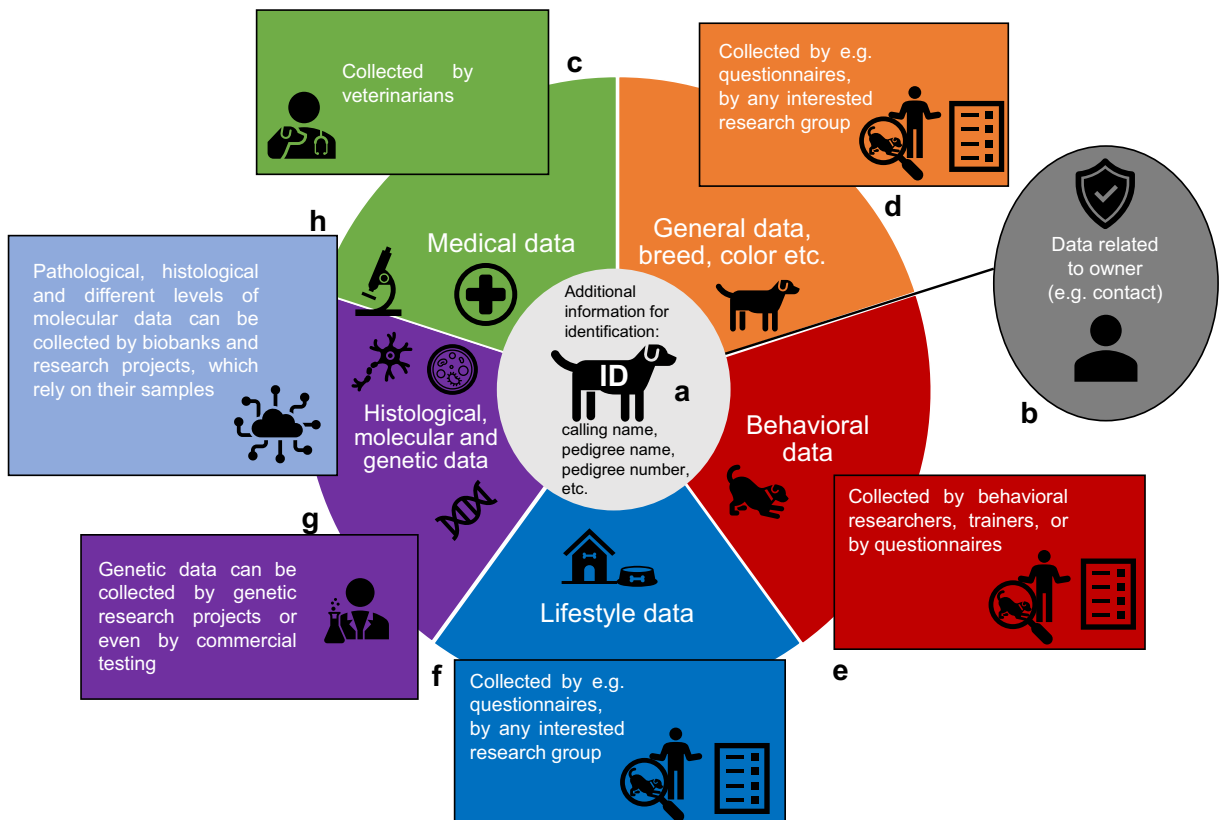 c
Collected by
veterinarians
Collected by e.g.
questionnaires,
by any interested
research group
d
h
Medical data
General data,
breed, color etc.
Data related
to owner
(e.g. contact)
b
Pathological, histological
and different levels of
molecular data can be
collected by biobanks and
research projects, which
rely on their samples
Additional
information for
identification:
ID
a
calling name,
pedigree name,
pedigree number,
etc.
Histological,
molecular and
genetic data
Behavioral
data
g
Genetic data can be
collected by genetic
research projects or
even by commercial
testing
Collected by behavioral
researchers, trainers, or
by questionnaires
e
Lifestyle data
f
Collected by e.g.
questionnaires,
by any interested
research group